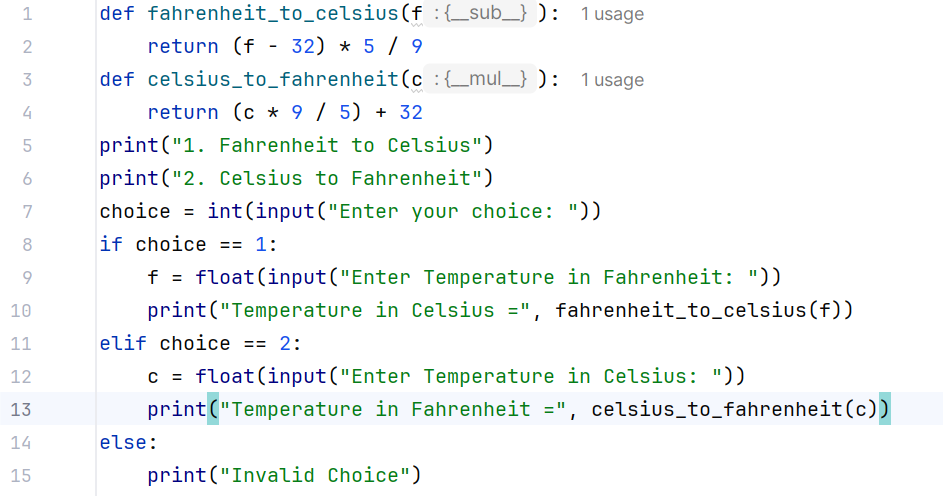 1 def fahrenheit_to_celsius(f : {__sub__} ): 1 usage
2     return (f - 32) * 5 / 9
3 def celsius_to_fahrenheit(c : {__mul__} ): 1 usage
4     return (c * 9 / 5) + 32
5 print("1. Fahrenheit to Celsius")
6 print("2. Celsius to Fahrenheit")
7 choice = int(input("Enter your choice: "))
8 if choice == 1:
9     f = float(input("Enter Temperature in Fahrenheit: "))
10     print("Temperature in Celsius =", fahrenheit_to_celsius(f))
11 elif choice == 2:
12     c = float(input("Enter Temperature in Celsius: "))
13     print("Temperature in Fahrenheit =", celsius_to_fahrenheit(c))
14 else:
15     print("Invalid Choice")